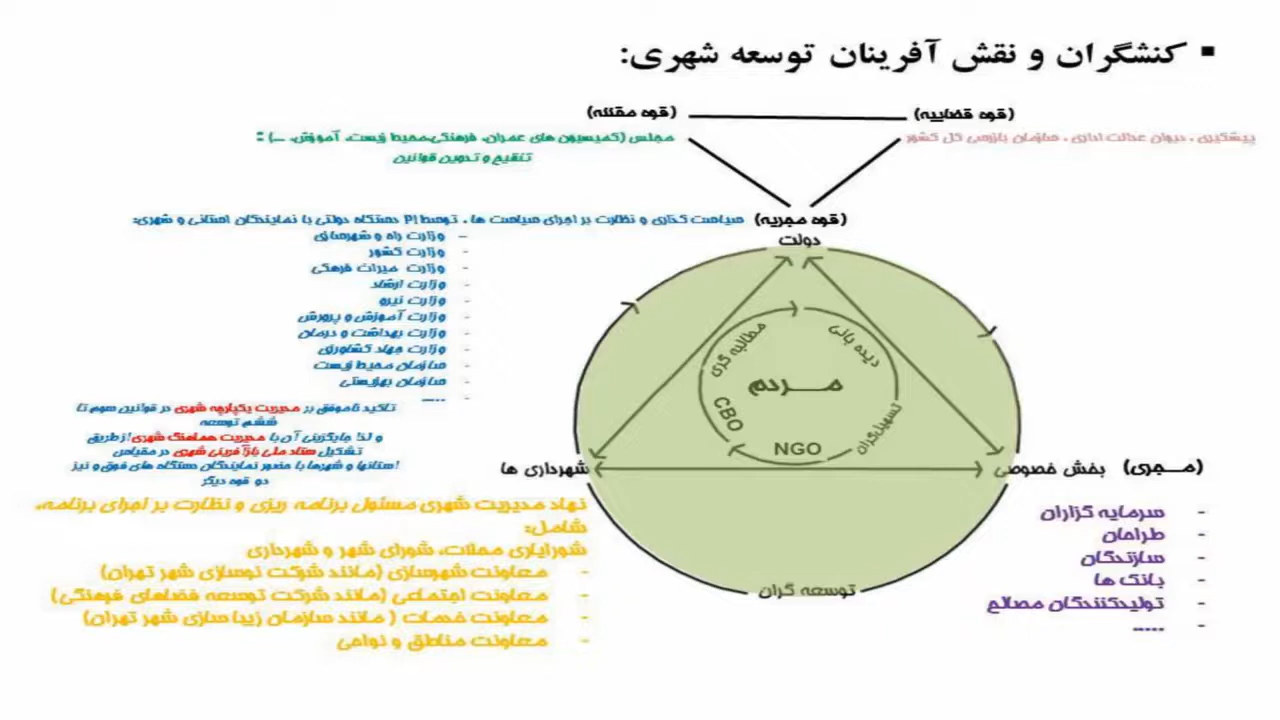 ▪ کنشگران و نقش آفرینان توسعه شهری:
(قوه قضاییه)
(قوه مقننه)
پیشگیری ، دیوان عدالت اداری ، سازمان بازرسی کل کشور
مجلس (کمیسیون های عمران، فرهنگی،محیط زیست، آموزش، ...) :
تنقیح و تدوین قوانین
(قوه مجریه) سیاست گذاری و نظارت بر اجرای سیاست ها ، توسط ۱۹ دستگاه دولتی با نمایندگان استانی و شهری:
دولت
- وزارت راه و شهرسازی
- وزارت کشور
- وزارت میراث فرهنگی
- وزارت ارشاد
- وزارت نیرو
- وزارت آموزش و پرورش
- وزارت بهداشت و درمان
- وزارت جهاد کشاورزی
- سازمان محیط زیست
- سازمان بهزیستی
- .....
تاکید ناموفق بر مدیریت یکپارچه شهری در قوانین سوم تا
ششم توسعه
و لذا جایگزینی آن با مدیریت هماهنگ شهری از طریق
تشکیل ستاد ملی بازآفرینی شهری در مقیاس
استانها و شهرها با حضور نمایندگان دستگاه های فوق و نیز
دو قوه دیگر
دیده بانی
مطالبه گری
مـــردم
تسهیلگران
CBO
NGO
(مـــجری) بخش خصوصی
شهرداری ها
- سرمایه گزاران
- طراحان
- سازندگان
- بانک ها
- تولیدکنندگان مصالح
- .....
توسعه گران
نهاد مدیریت شهری مسئول برنامه ریزی و نظارت بر اجرای برنامه،
شامل:
شورایاری محلات، شورای شهر و شهرداری
- معاونت شهرسازی (مانند شرکت نوسازی شهر تهران)
- معاونت اجتماعی (مانند شرکت توسعه فضاهای فرهنگی)
- معاونت خدمات ( مانند سازمان زیبا سازی شهر تهران)
- معاونت مناطق و نواحی